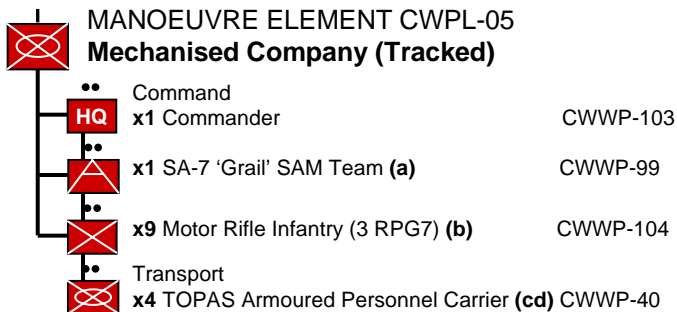 MANOEUVRE ELEMENT CWPL-05
Mechanised Company (Tracked)
Command
HQ x1 Commander CWWP-103
x1 SA-7 ‘Grail’ SAM Team (a) CWWP-99
x9 Motor Rifle Infantry (3 RPG7) (b) CWWP-104
Transport
x4 TOPAS Armoured Personnel Carrier (cd) CWWP-40